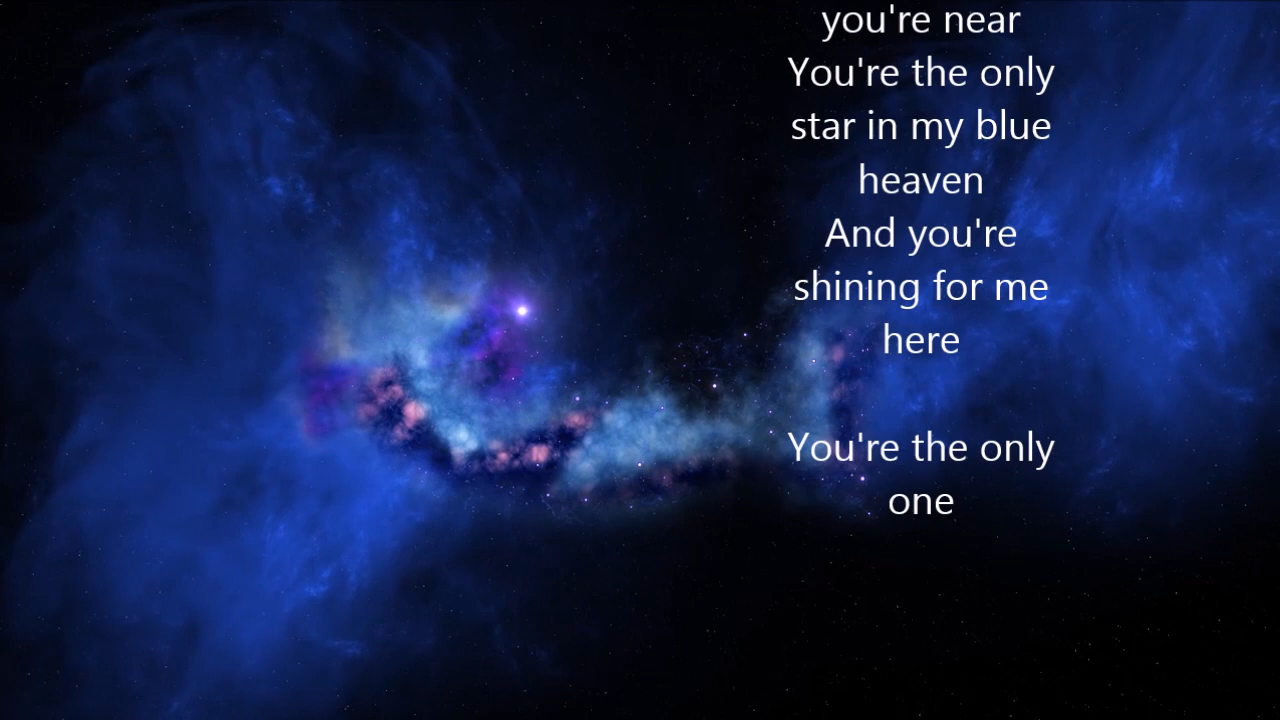 you're near
You're the only
star in my blue
heaven
And you're
shining for me
here
You're the only
one